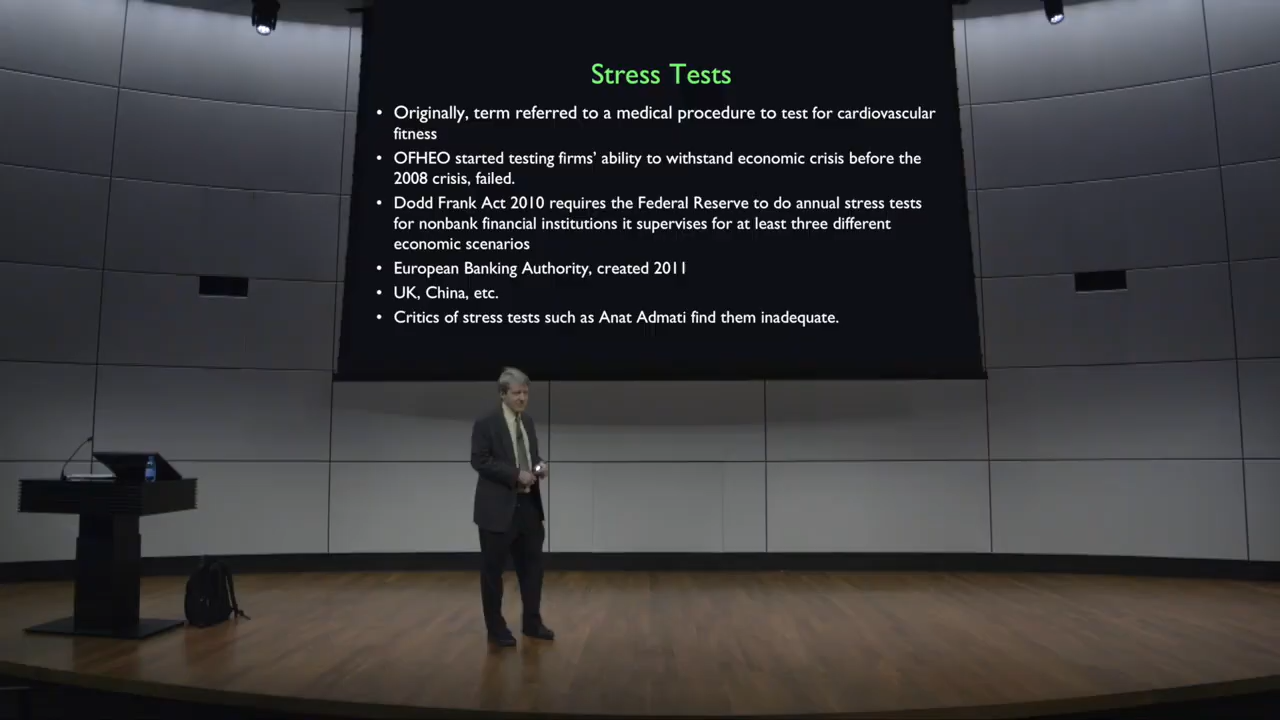 Stress Tests
• Originally, term referred to a medical procedure to test for cardiovascular
fitness
• OFHEO started testing firms' ability to withstand economic crisis before the
2008 crisis, failed.
• Dodd Frank Act 2010 requires the Federal Reserve to do annual stress tests
for nonbank financial institutions it supervises for at least three different
economic scenarios
• European Banking Authority, created 2011
• UK, China, etc.
• Critics of stress tests such as Anat Admati find them inadequate.